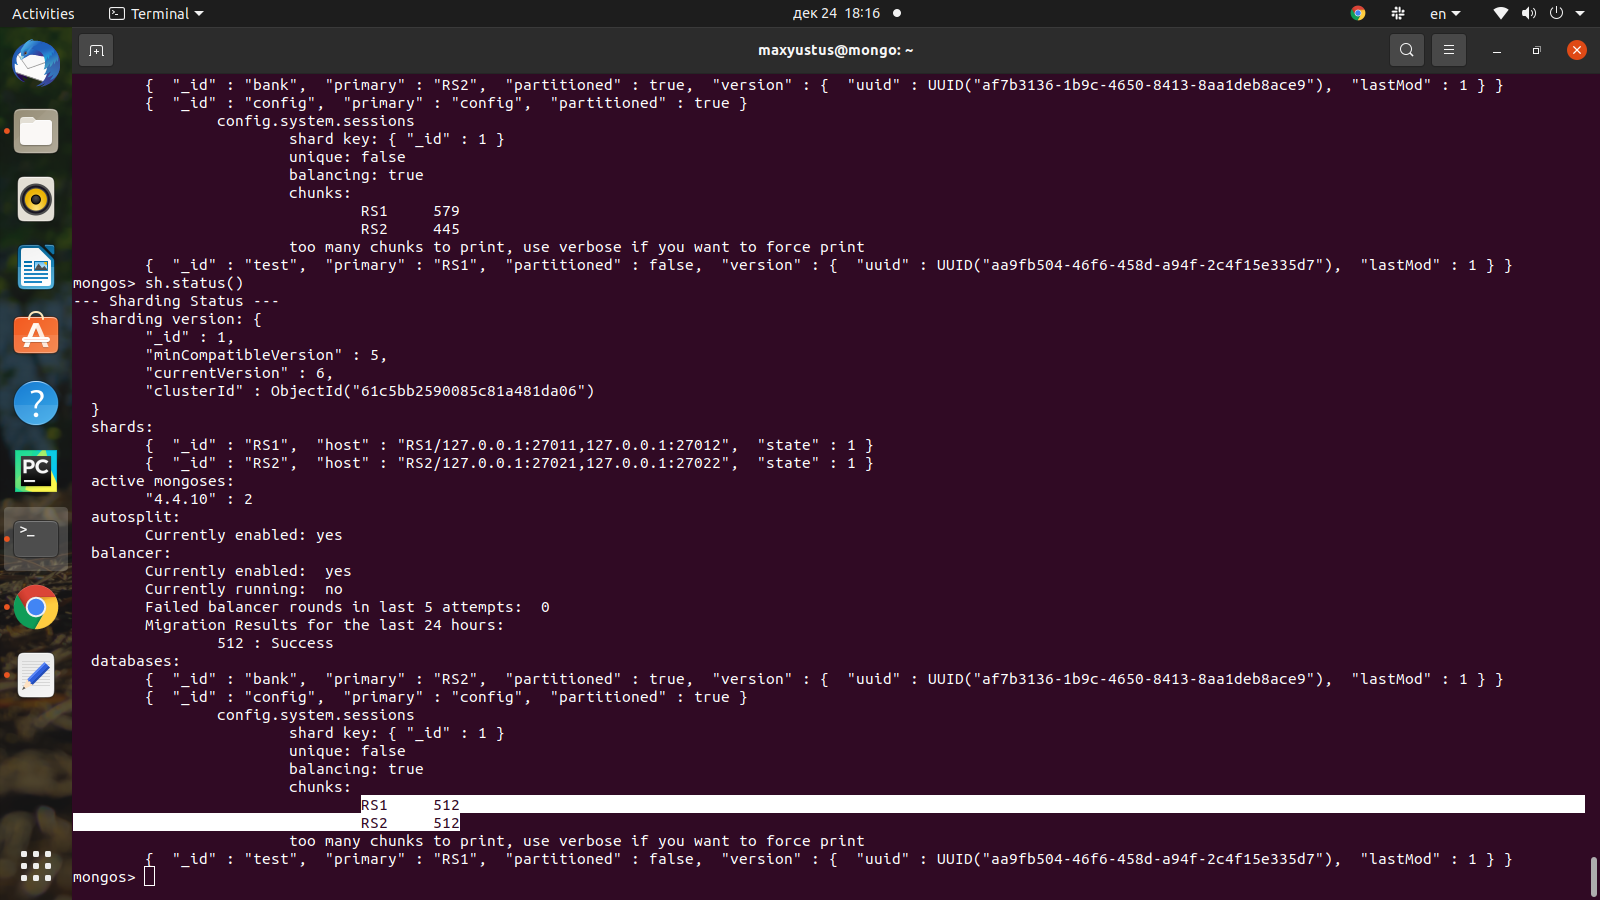 Activities Terminal дек 24 18:16 en
maxyustus@mongo: ~
{ "_id" : "bank", "primary" : "RS2", "partitioned" : true, "version" : { "uuid" : UUID("af7b3136-1b9c-4650-8413-8aa1deb8ace9"), "lastMod" : 1 } }
{ "_id" : "config", "primary" : "config", "partitioned" : true }
config.system.sessions
shard key: { "_id" : 1 }
unique: false
balancing: true
chunks:
RS1 579
RS2 445
too many chunks to print, use verbose if you want to force print
{ "_id" : "test", "primary" : "RS1", "partitioned" : false, "version" : { "uuid" : UUID("aa9fb504-46f6-458d-a94f-2c4f15e335d7"), "lastMod" : 1 } }
mongos> sh.status()
--- Sharding Status ---
sharding version: {
"_id" : 1,
"minCompatibleVersion" : 5,
"currentVersion" : 6,
"clusterId" : ObjectId("61c5bb2590085c81a481da06")
}
shards:
{ "_id" : "RS1", "host" : "RS1/127.0.0.1:27011,127.0.0.1:27012", "state" : 1 }
{ "_id" : "RS2", "host" : "RS2/127.0.0.1:27021,127.0.0.1:27022", "state" : 1 }
active mongoses:
"4.4.10" : 2
autosplit:
Currently enabled: yes
balancer:
Currently enabled: yes
Currently running: no
Failed balancer rounds in last 5 attempts: 0
Migration Results for the last 24 hours:
512 : Success
databases:
{ "_id" : "bank", "primary" : "RS2", "partitioned" : true, "version" : { "uuid" : UUID("af7b3136-1b9c-4650-8413-8aa1deb8ace9"), "lastMod" : 1 } }
{ "_id" : "config", "primary" : "config", "partitioned" : true }
config.system.sessions
shard key: { "_id" : 1 }
unique: false
balancing: true
chunks:
RS1 512
RS2 512
too many chunks to print, use verbose if you want to force print
{ "_id" : "test", "primary" : "RS1", "partitioned" : false, "version" : { "uuid" : UUID("aa9fb504-46f6-458d-a94f-2c4f15e335d7"), "lastMod" : 1 } }
mongos>
PC